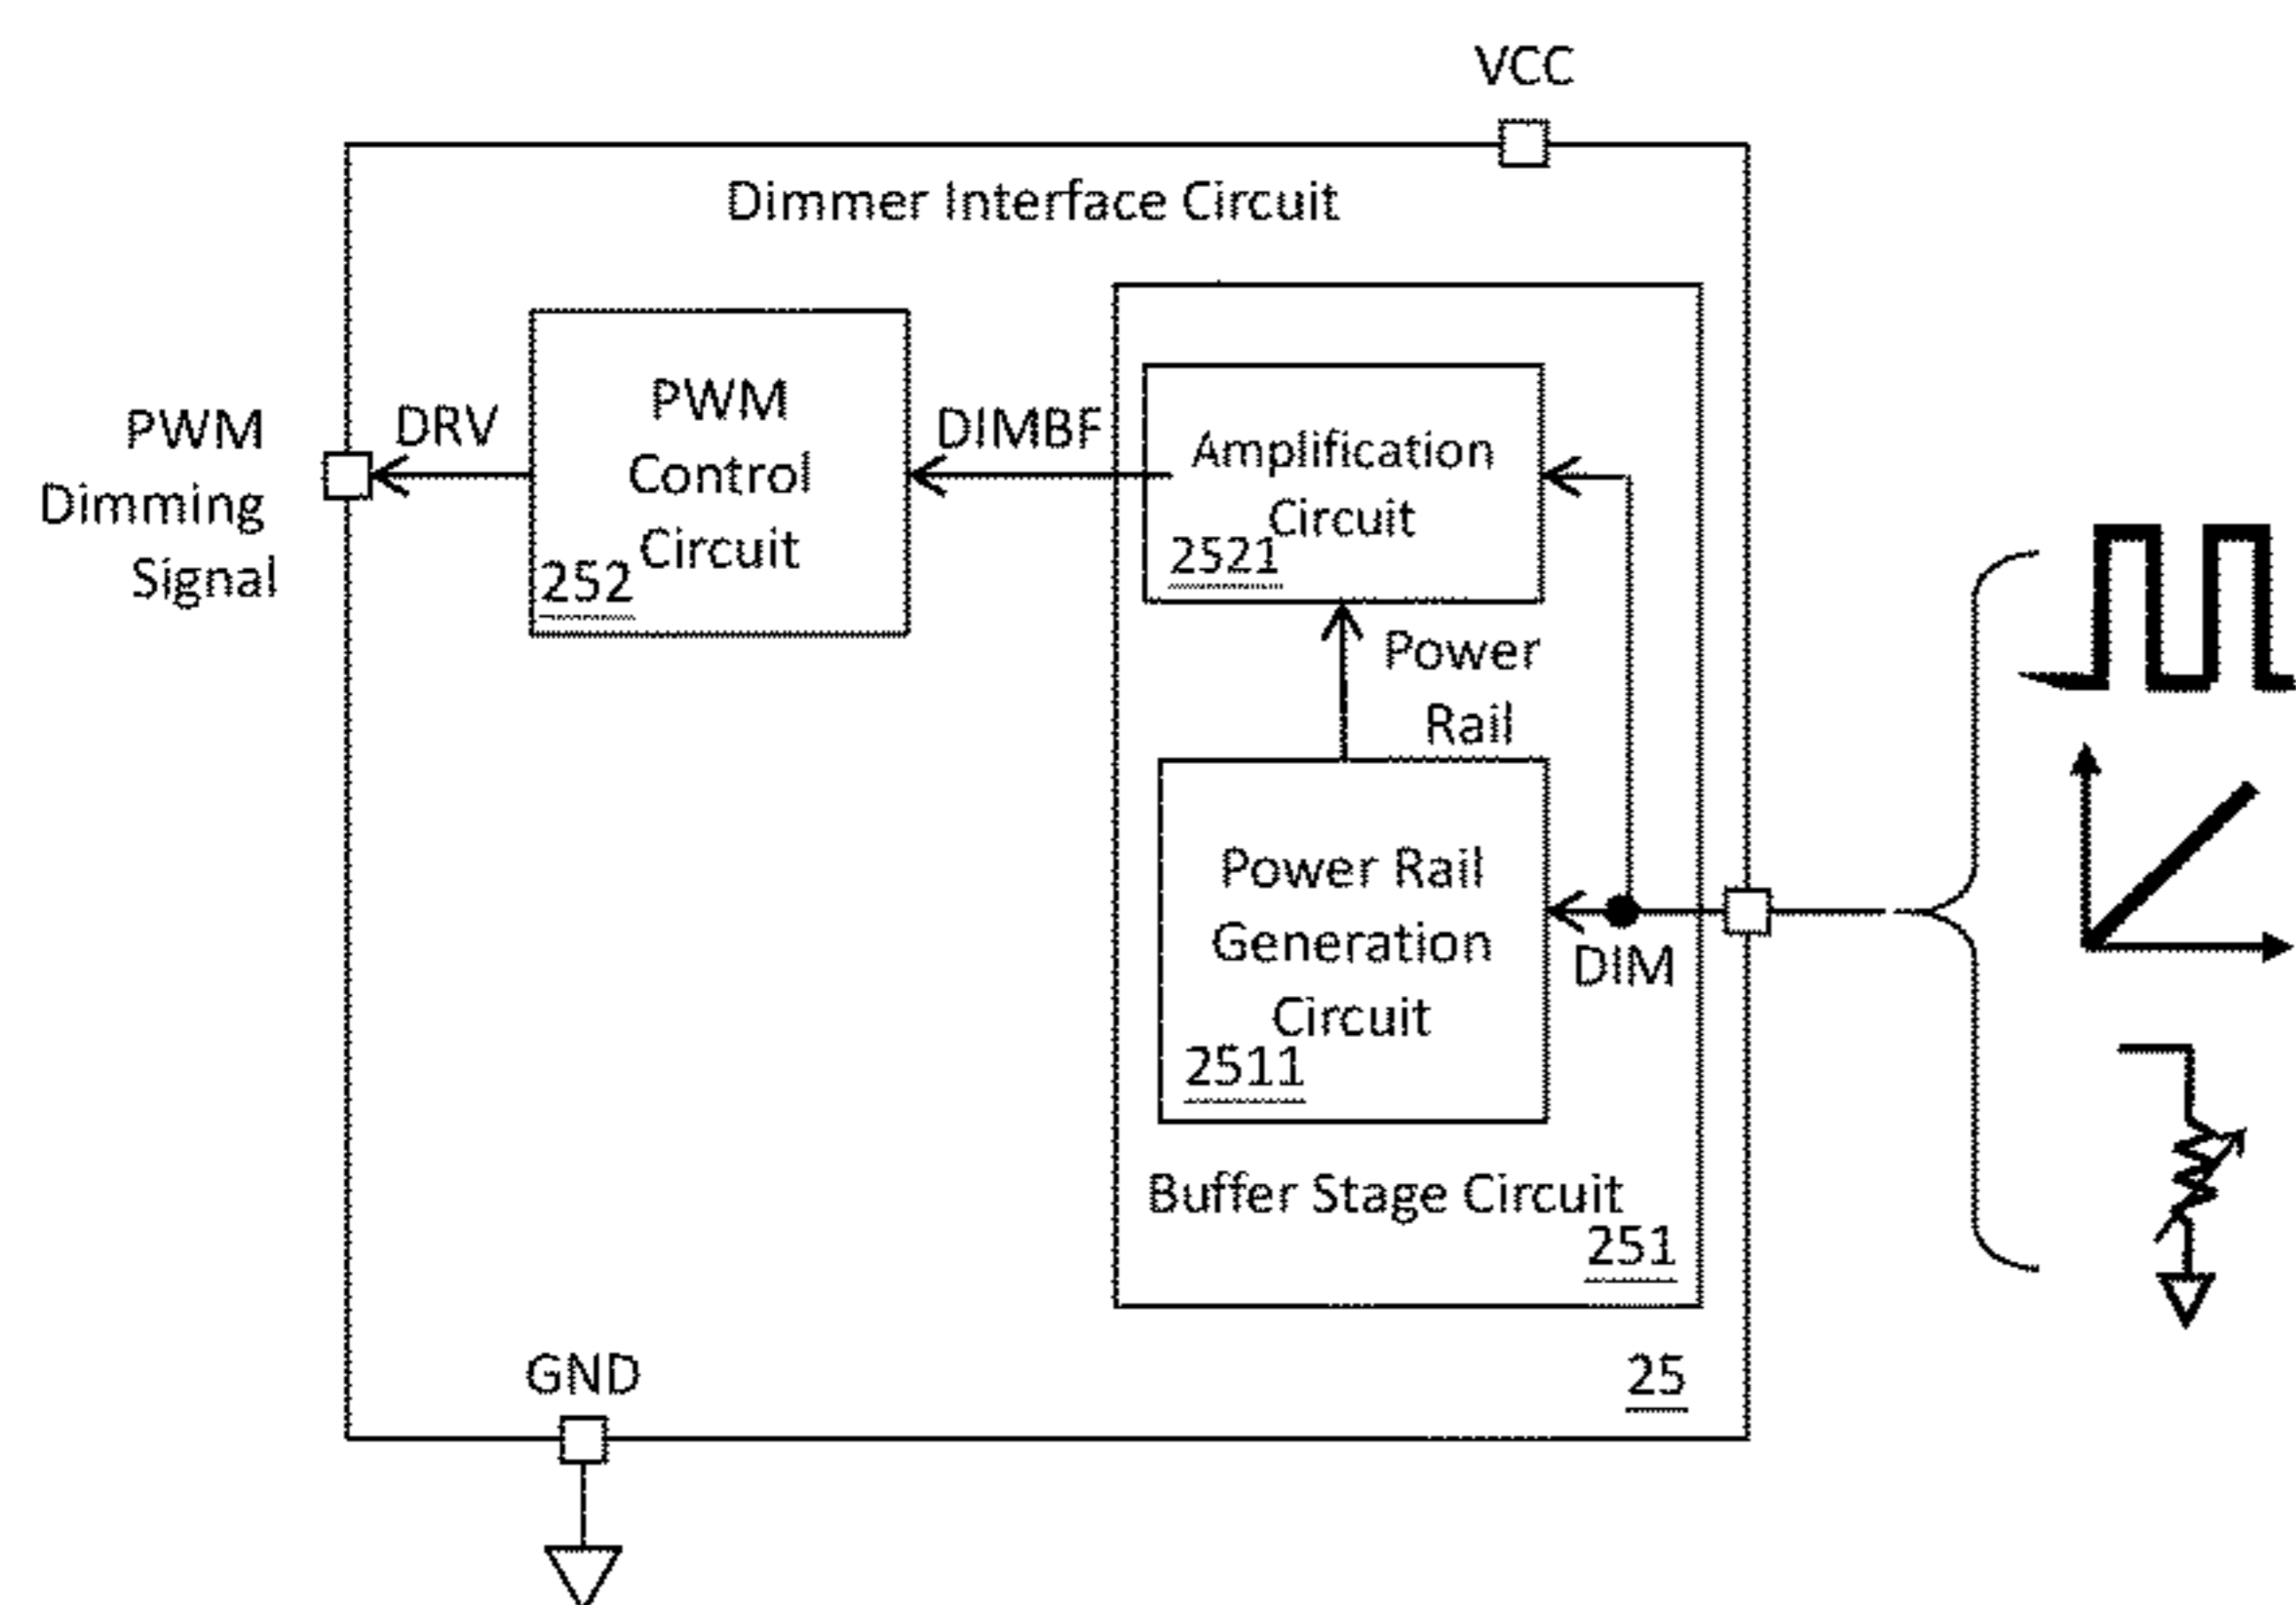 VCC
Dimmer Interface Circuit
PWM
Dimming
Signal
DRV
PWM
Control
Circuit
252
DIMBF
Amplification
Circuit
2521
Power
Rail
Power Rail
Generation
Circuit
2511
DIM
Buffer Stage Circuit
251
25
GND